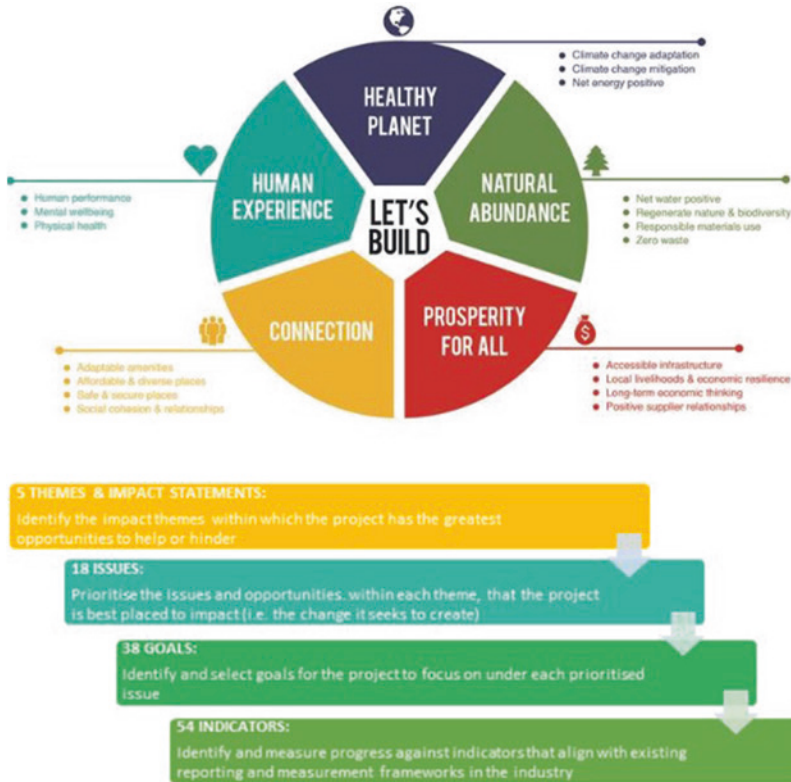 • Climate change adaptation
• Climate change mitigation
• Net energy positive
HEALTHY
PLANET
HUMAN
EXPERIENCE
NATURAL
ABUNDANCE
LET'S
BUILD
• Human performance
• Mental wellbeing
• Physical health
• Net water positive
• Regenerate nature & biodiversity
• Responsible materials use
• Zero waste
CONNECTION
PROSPERITY
FOR ALL
$
• Adaptable amenities
• Affordable & diverse places
• Safe & secure places
• Social cohesion & relationships
• Accessible infrastructure
• Local livelihoods & economic resilience
• Long-term economic thinking
• Positive supplier relationships
5 THEMES & IMPACT STATEMENTS:
Identify the impact themes within which the project has the greatest
opportunities to help or hinder
18 ISSUES:
Prioritise the issues and opportunities. within each theme, that the project
is best placed to impact (i.e. the change it seeks to create)
38 GOALS:
Identify and select goals for the project to focus on under each prioritised
issue
54 INDICATORS:
Identify and measure progress against indicators that align with existing
reporting and measurement frameworks in the industry